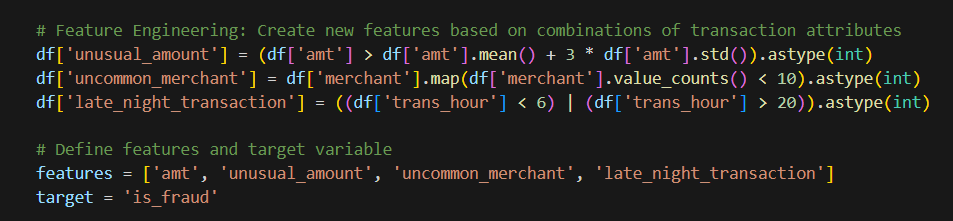 # Feature Engineering: Create new features based on combinations of transaction attributes
df['unusual_amount'] = (df['amt'] > df['amt'].mean() + 3 * df['amt'].std()).astype(int)
df['uncommon_merchant'] = df['merchant'].map(df['merchant'].value_counts() < 10).astype(int)
df['late_night_transaction'] = ((df['trans_hour'] < 6) | (df['trans_hour'] > 20)).astype(int)

# Define features and target variable
features = ['amt', 'unusual_amount', 'uncommon_merchant', 'late_night_transaction']
target = 'is_fraud'